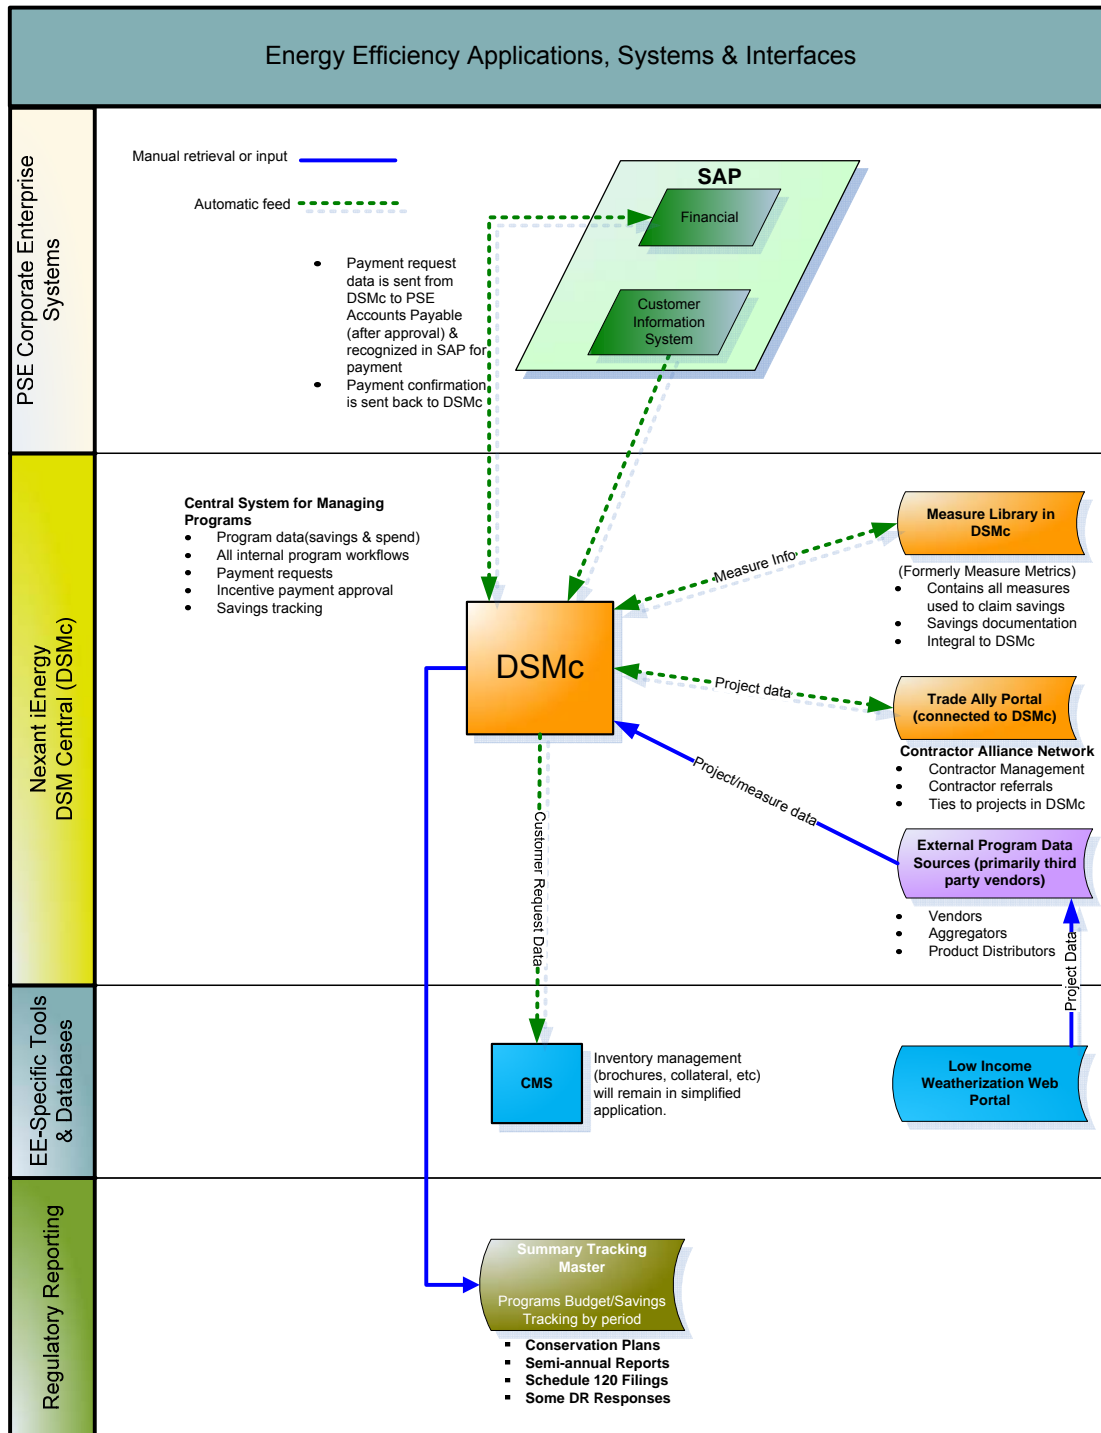 Energy Efficiency Applications, Systems & Interfaces
PSE Corporate Enterprise
Systems
Manual retrieval or input
Automatic feed
• Payment request
data is sent from
DSMc to PSE
Accounts Payable
(after approval) &
recognized in SAP for
payment
• Payment confirmation
is sent back to DSMc
SAP
Financial
Customer
Information
System
Nexant iEnergy
DSM Central (DSMc)
Central System for Managing
Programs
• Program data(savings & spend)
• All internal program workflows
• Payment requests
• Incentive payment approval
• Savings tracking
DSMc
Measure Info
Measure Library in
DSMc
(Formerly Measure Metrics)
• Contains all measures
used to claim savings
• Savings documentation
• Integral to DSMc
Project data
Trade Ally Portal
(connected to DSMc)
Contractor Alliance Network
• Contractor Management
• Contractor referrals
• Ties to projects in DSMc
Project/measure data
External Program Data
Sources (primarily third
party vendors)
• Vendors
• Aggregators
• Product Distributors
Customer Request Data
Project Data
EE-Specific Tools
& Databases
CMS
Inventory management
(brochures, collateral, etc)
will remain in simplified
application.
Low Income
Weatherization Web
Portal
Regulatory Reporting
Summary Tracking
Master
Programs Budget/Savings
Tracking by period
▪ Conservation Plans
▪ Semi-annual Reports
▪ Schedule 120 Filings
▪ Some DR Responses